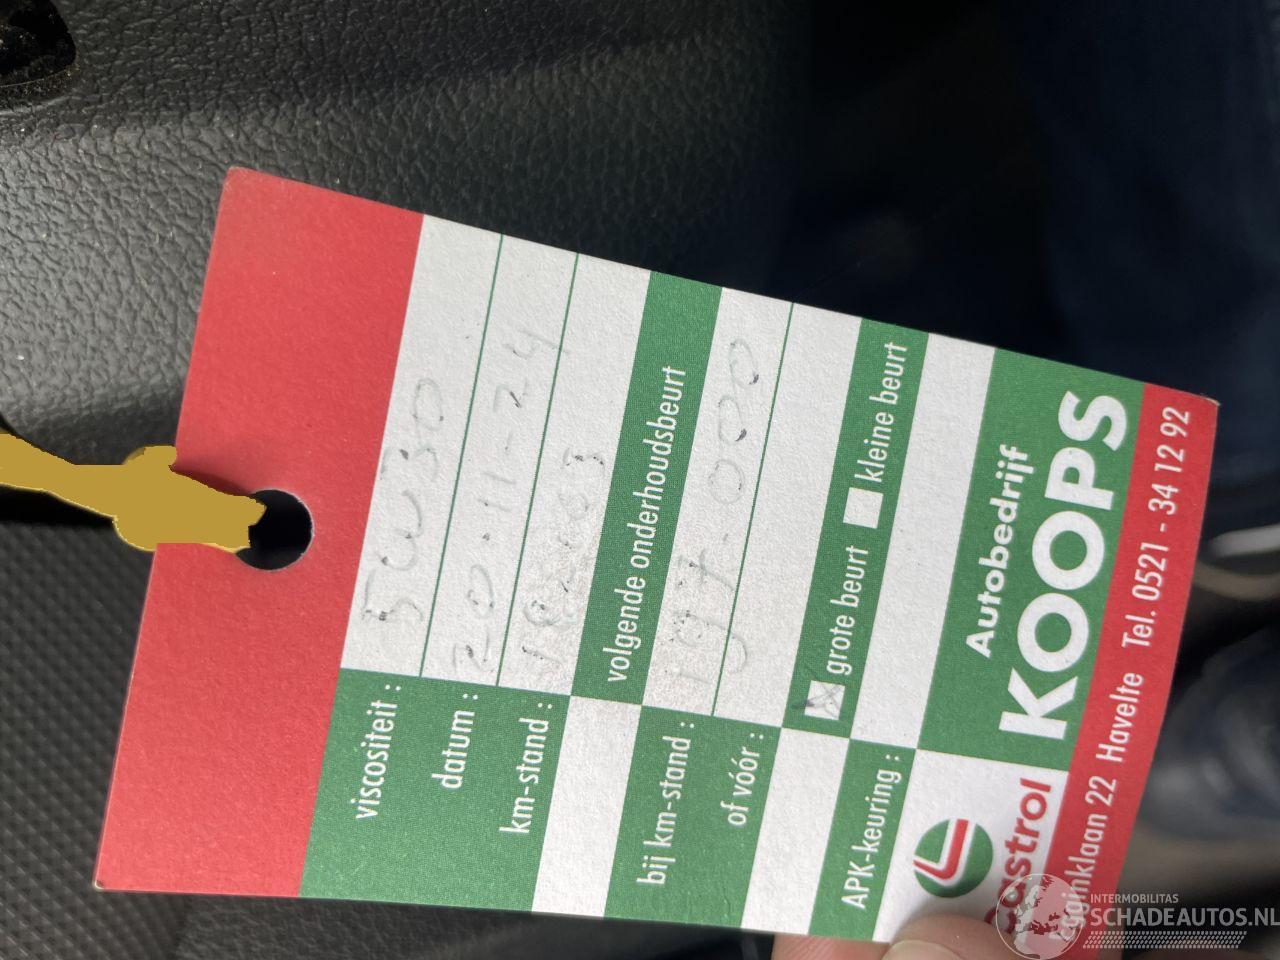 viscositeit : 5W30
datum : 20-11-24
km-stand :
volgende onderhoudsbeurt
bij km-stand : 197.000
of vóór :
grote beurt kleine beurt
APK-keuring :
Castrol Autobedrijf
KOOPS
22 Havelte Tel. 0521 - 34 12 92
INTERMOBILITAS
SCHADEAUTOS.NL